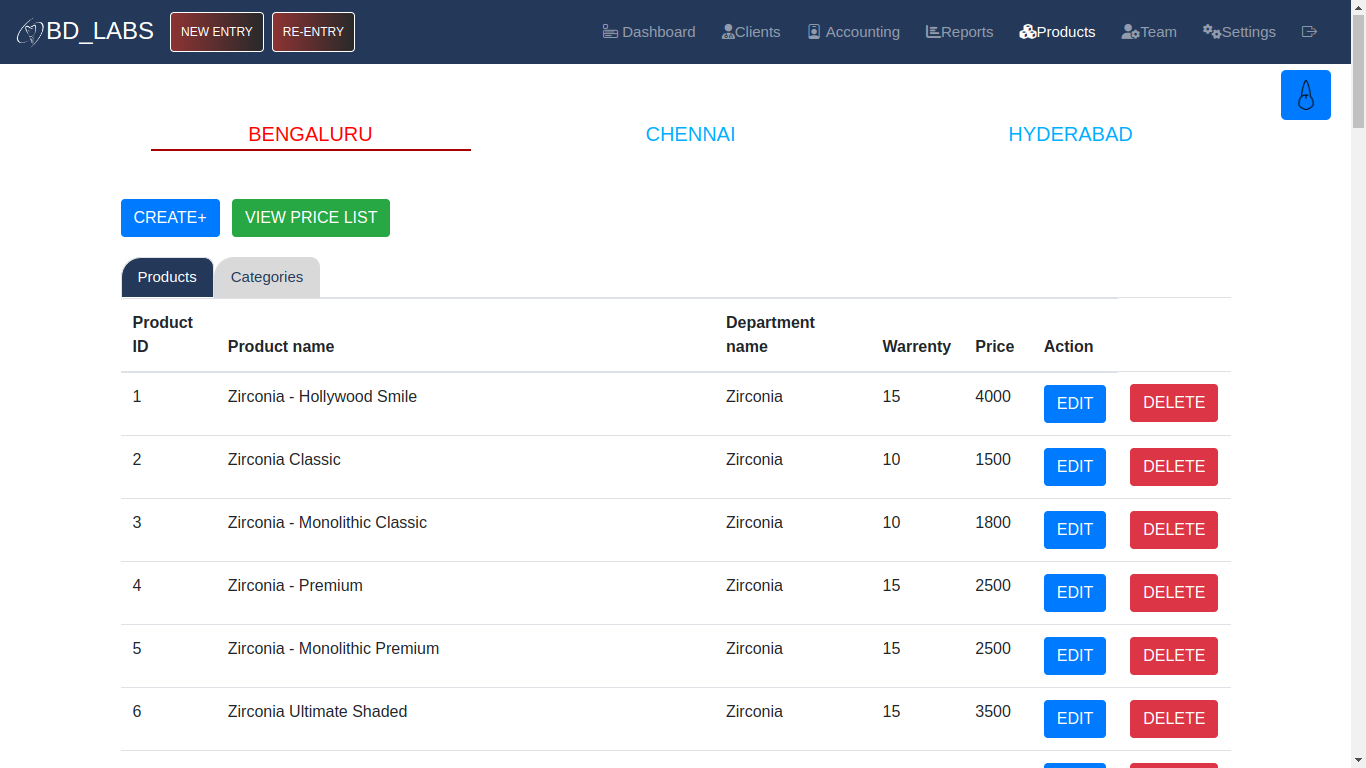 BD_LABS NEW ENTRY RE-ENTRY Dashboard Clients Accounting Reports Products Team Settings
BENGALURU CHENNAI HYDERABAD
CREATE+ VIEW PRICE LIST
Products Categories
Product ID Product name Department name Warrenty Price Action
1 Zirconia - Hollywood Smile Zirconia 15 4000 EDIT DELETE
2 Zirconia Classic Zirconia 10 1500 EDIT DELETE
3 Zirconia - Monolithic Classic Zirconia 10 1800 EDIT DELETE
4 Zirconia - Premium Zirconia 15 2500 EDIT DELETE
5 Zirconia - Monolithic Premium Zirconia 15 2500 EDIT DELETE
6 Zirconia Ultimate Shaded Zirconia 15 3500 EDIT DELETE